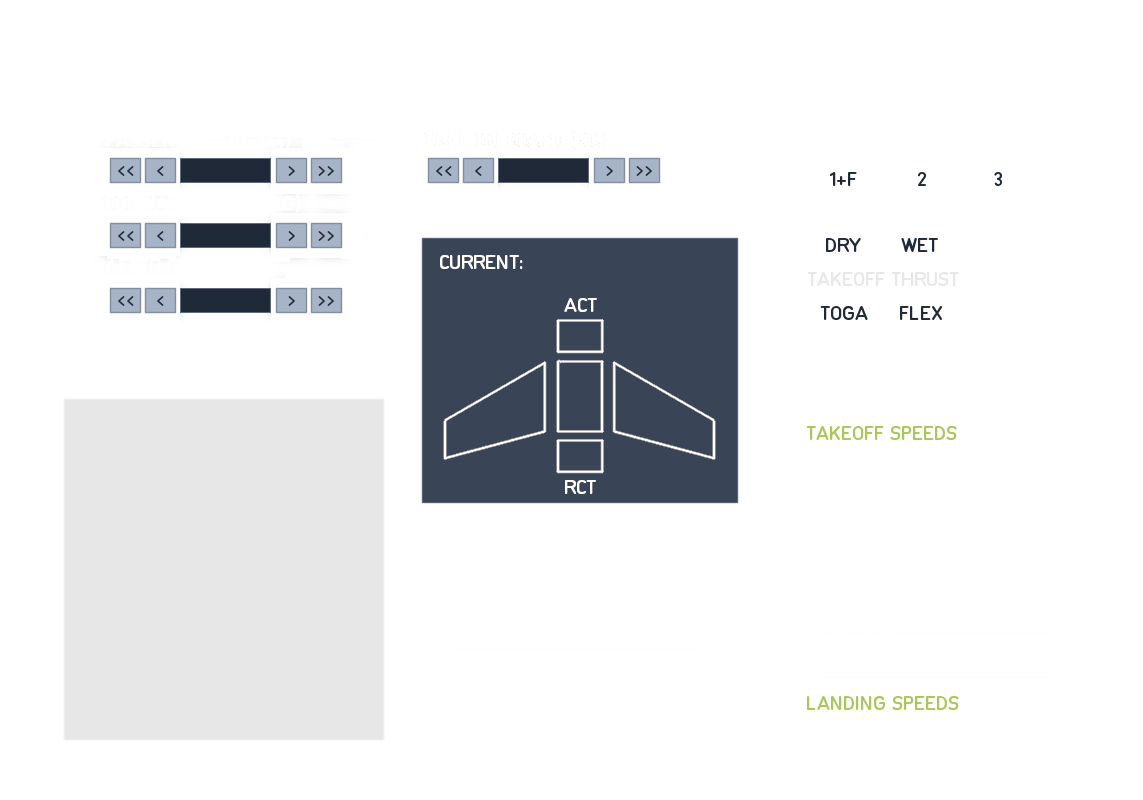 << < > >>
<< < > >>
<< < > >>
<< < > >>
CURRENT:
ACT
RCT
1+F 2 3
DRY WET
TAKEOFF THRUST
TOGA FLEX
TAKEOFF SPEEDS
LANDING SPEEDS